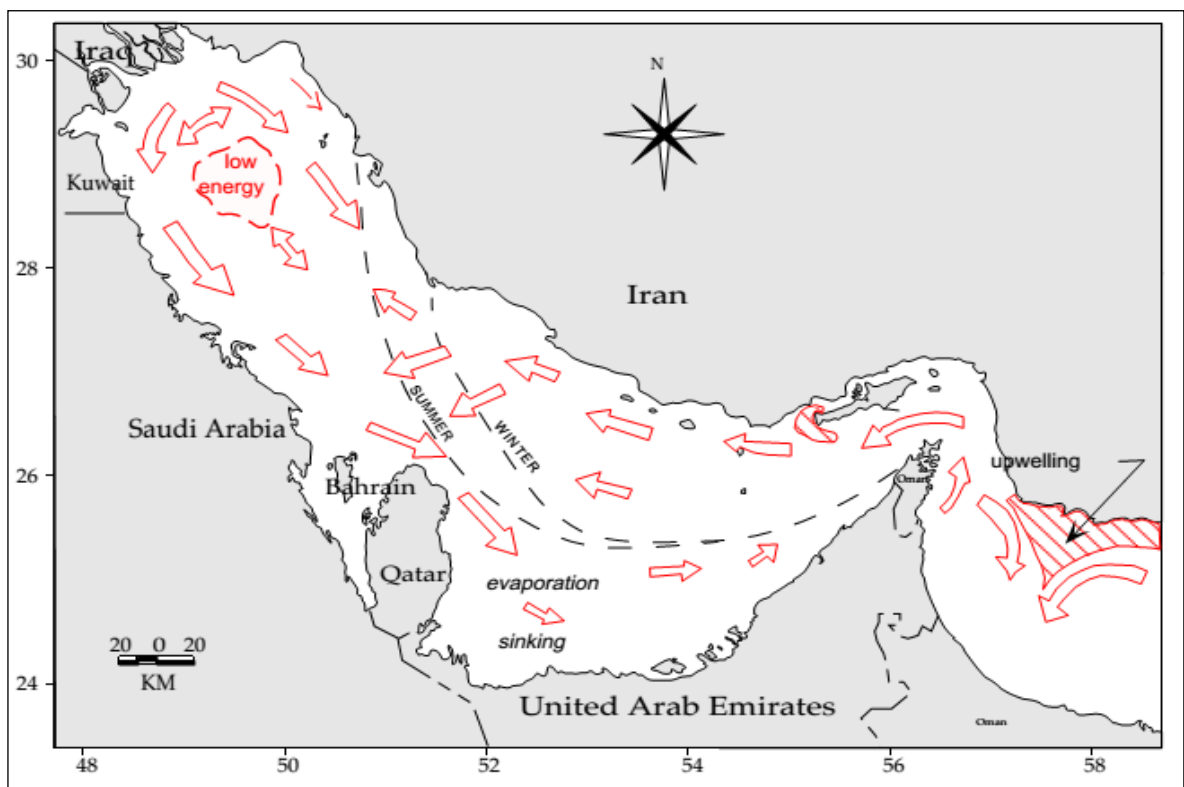 30
Iraq
N
low
energy
Kuwait
28
Iran
SUMMER
WINTER
Saudi Arabia
26
Bahrain
Oman
upwelling
Qatar
evaporation
sinking
20 0 20
KM
24
United Arab Emirates
Oman
48 50 52 54 56 58